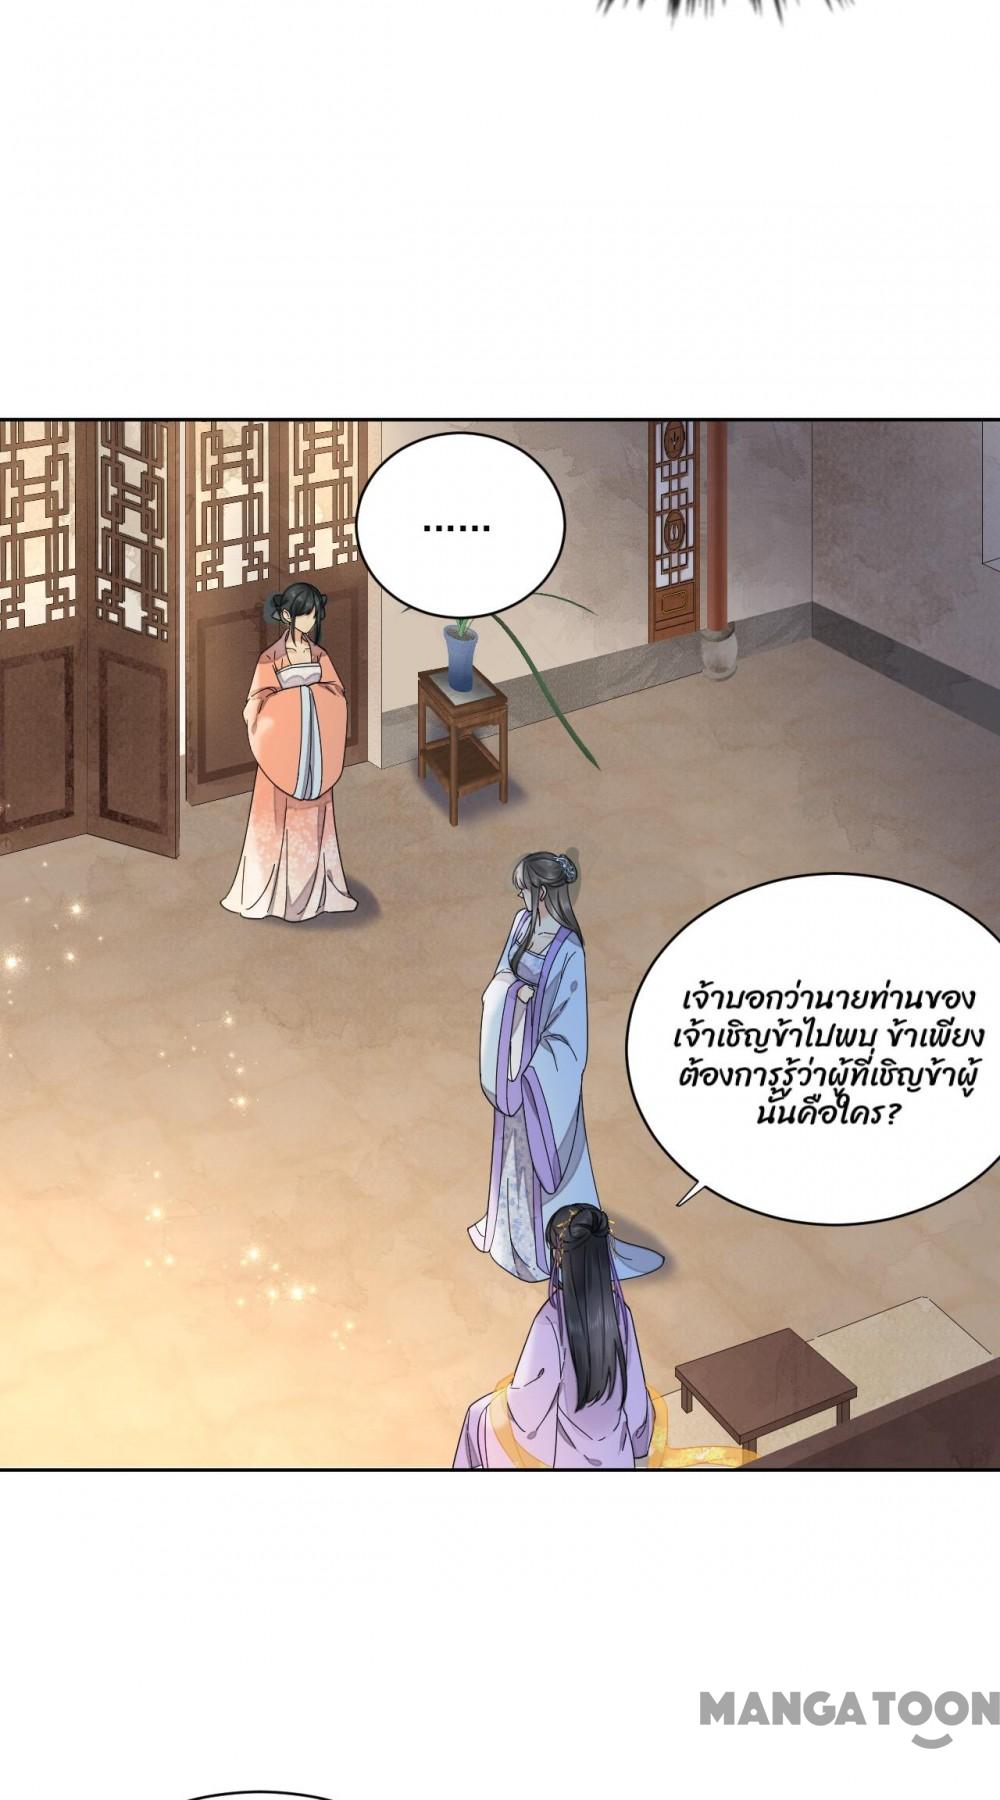 ......
เจ้าบอกว่านายท่านของ
เจ้าเชิญข้าไปพบ ข้าเพียง
ต้องการรู้ว่าผู้ที่เชิญข้าผู้
นั้นคือใคร?
MANGATOON